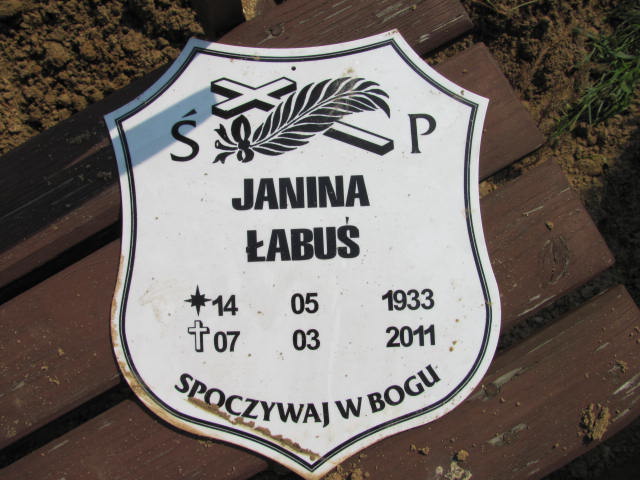 Ś P
JANINA
ŁABUŚ
14 05 1933
07 03 2011
SPOCZYWAJ W BOGU